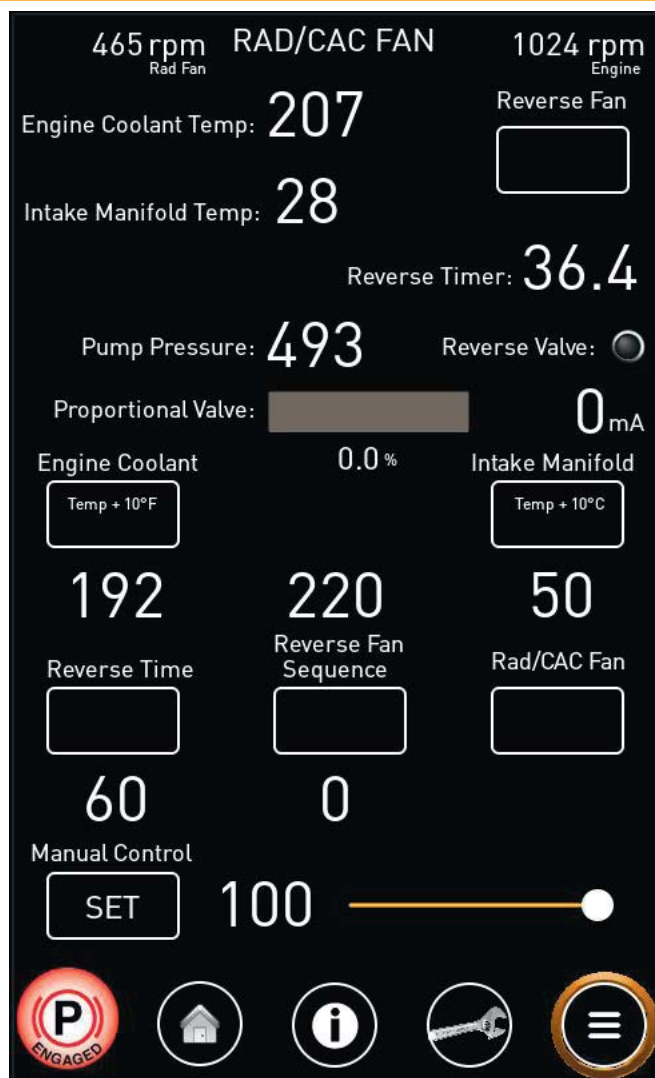 465 rpm RAD/CAC FAN 1024 rpm
Rad Fan Engine
Engine Coolant Temp: 207 Reverse Fan
Intake Manifold Temp: 28
Reverse Timer: 36.4
Pump Pressure: 493 Reverse Valve:
Proportional Valve: 0 mA
0.0 %
Engine Coolant Intake Manifold
Temp + 10°F Temp + 10°C
192 220 50
Reverse Time Reverse Fan Sequence Rad/CAC Fan
60 0
Manual Control
SET 100
P
ENGAGED
i